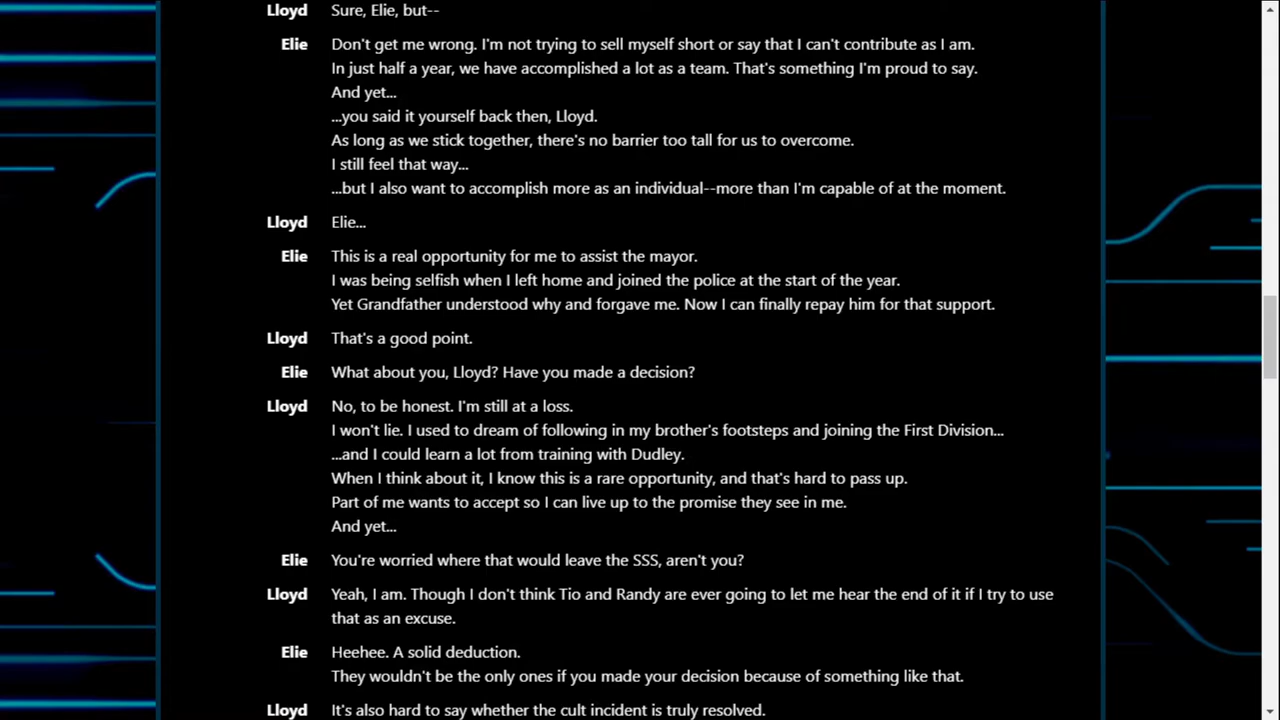 Lloyd Sure, Elie, but--
Elie Don't get me wrong. I'm not trying to sell myself short or say that I can't contribute as I am.
In just half a year, we have accomplished a lot as a team. That's something I'm proud to say.
And yet...
...you said it yourself back then, Lloyd.
As long as we stick together, there's no barrier too tall for us to overcome.
I still feel that way...
...but I also want to accomplish more as an individual--more than I'm capable of at the moment.
Lloyd Elie...
Elie This is a real opportunity for me to assist the mayor.
I was being selfish when I left home and joined the police at the start of the year.
Yet Grandfather understood why and forgave me. Now I can finally repay him for that support.
Lloyd That's a good point.
Elie What about you, Lloyd? Have you made a decision?
Lloyd No, to be honest. I'm still at a loss.
I won't lie. I used to dream of following in my brother's footsteps and joining the First Division...
...and I could learn a lot from training with Dudley.
When I think about it, I know this is a rare opportunity, and that's hard to pass up.
Part of me wants to accept so I can live up to the promise they see in me.
And yet...
Elie You're worried where that would leave the SSS, aren't you?
Lloyd Yeah, I am. Though I don't think Tio and Randy are ever going to let me hear the end of it if I try to use
that as an excuse.
Elie Heehee. A solid deduction.
They wouldn't be the only ones if you made your decision because of something like that.
Lloyd It's also hard to say whether the cult incident is truly resolved.